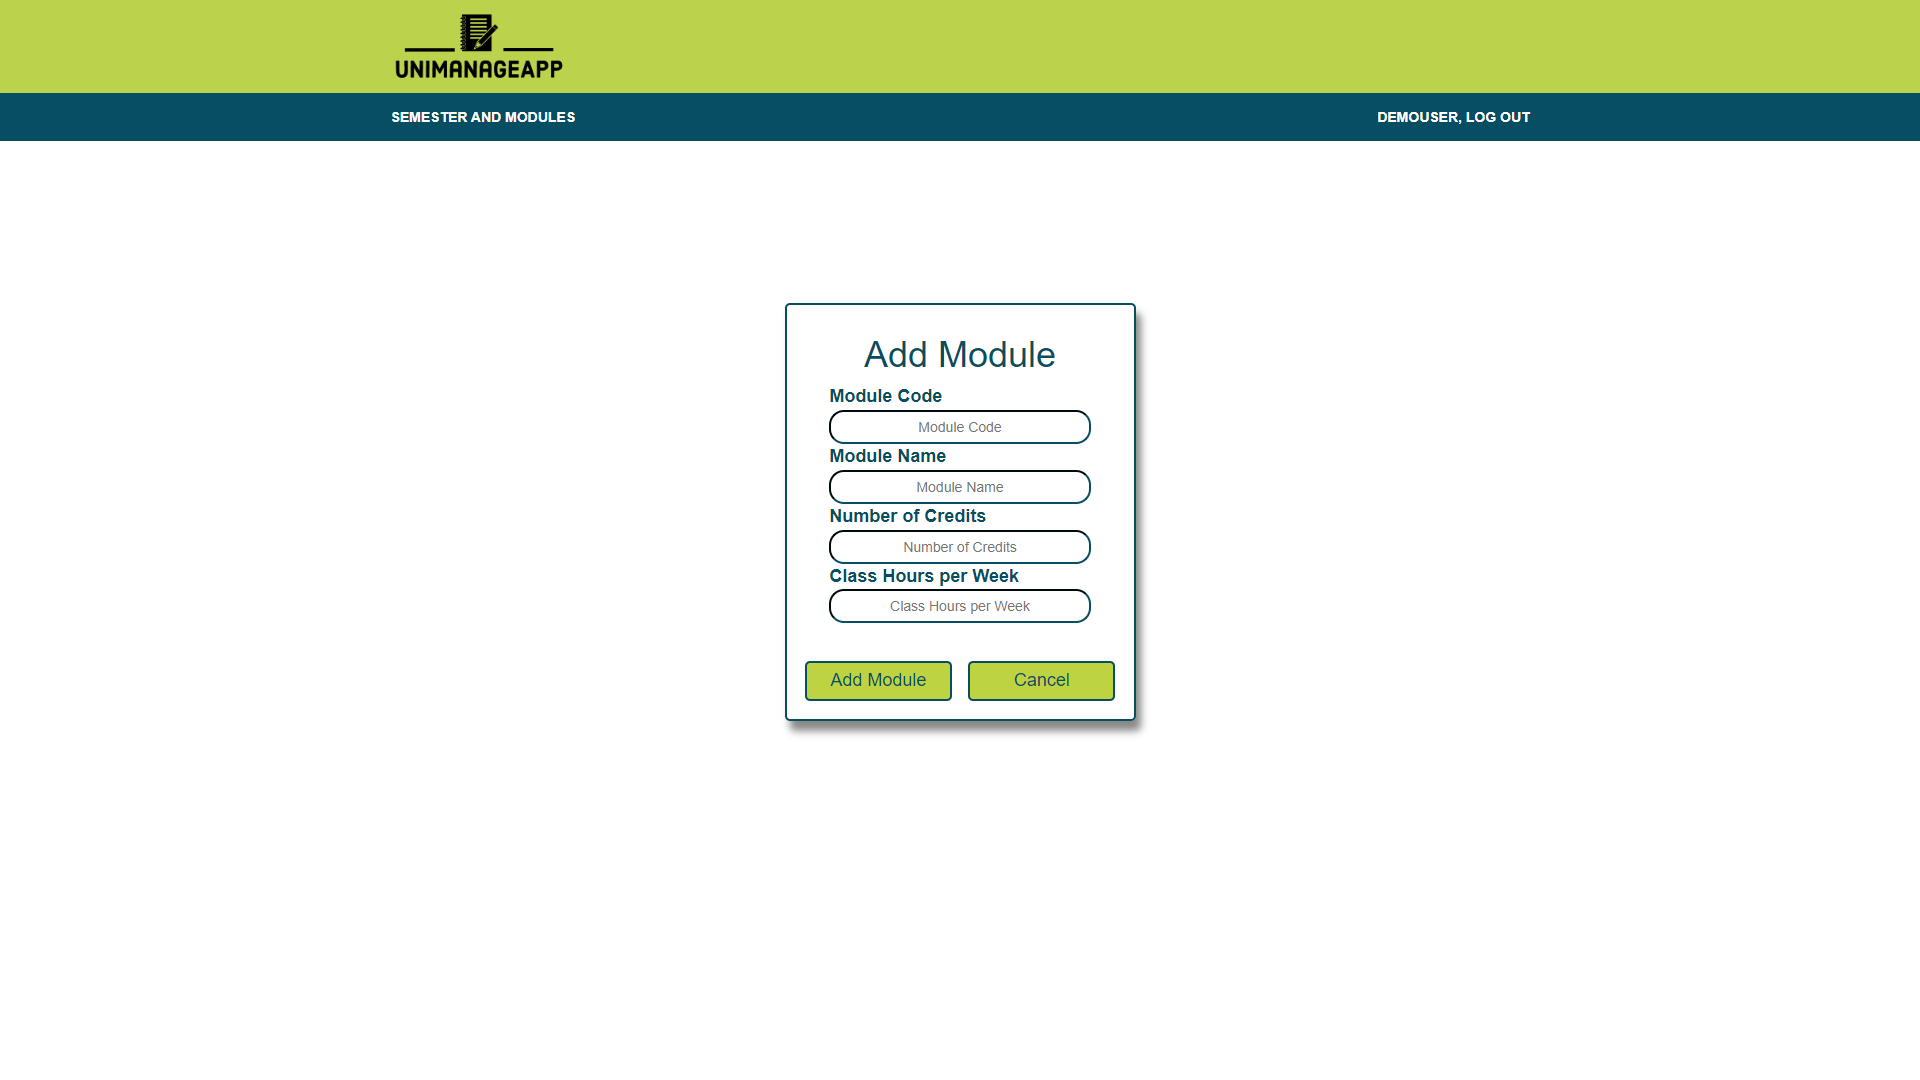 UNIMANAGEAPP
SEMESTER AND MODULES
DEMOUSER, LOG OUT
Add Module
Module Code
Module Code
Module Name
Module Name
Number of Credits
Number of Credits
Class Hours per Week
Class Hours per Week
Add Module
Cancel